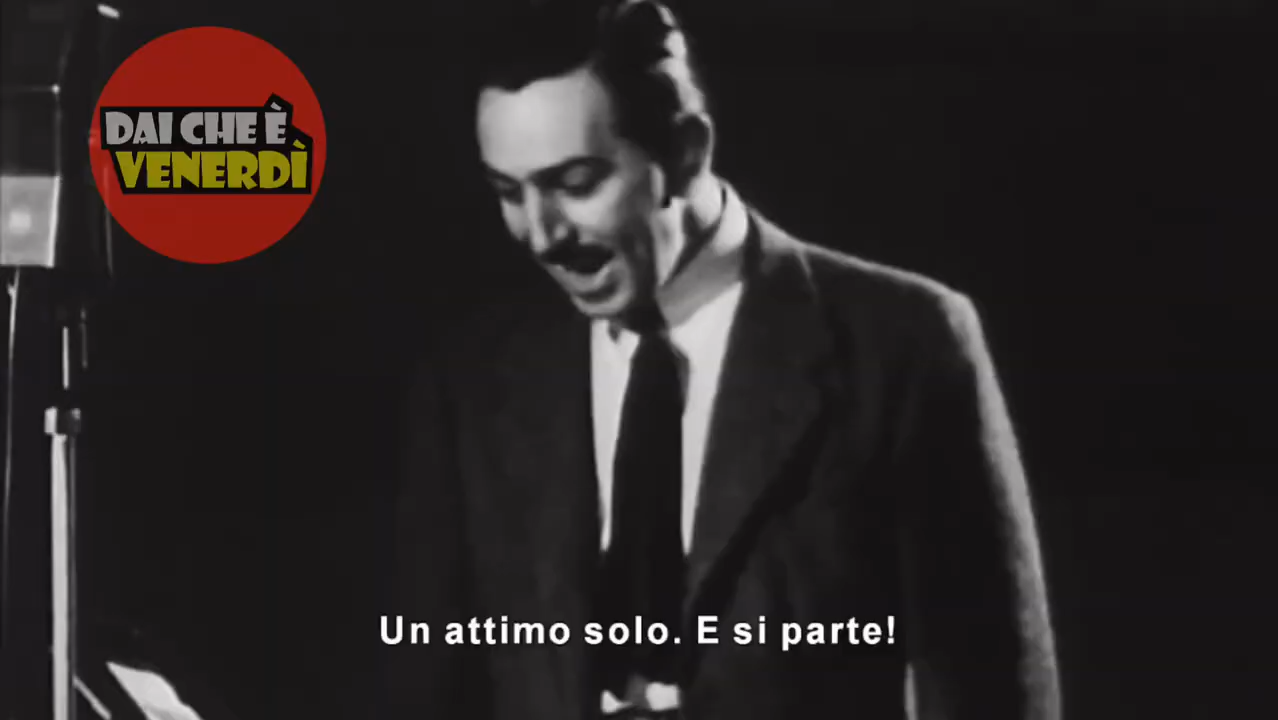 DAI CHE È
VENERDÌ
Un attimo solo. E si parte!